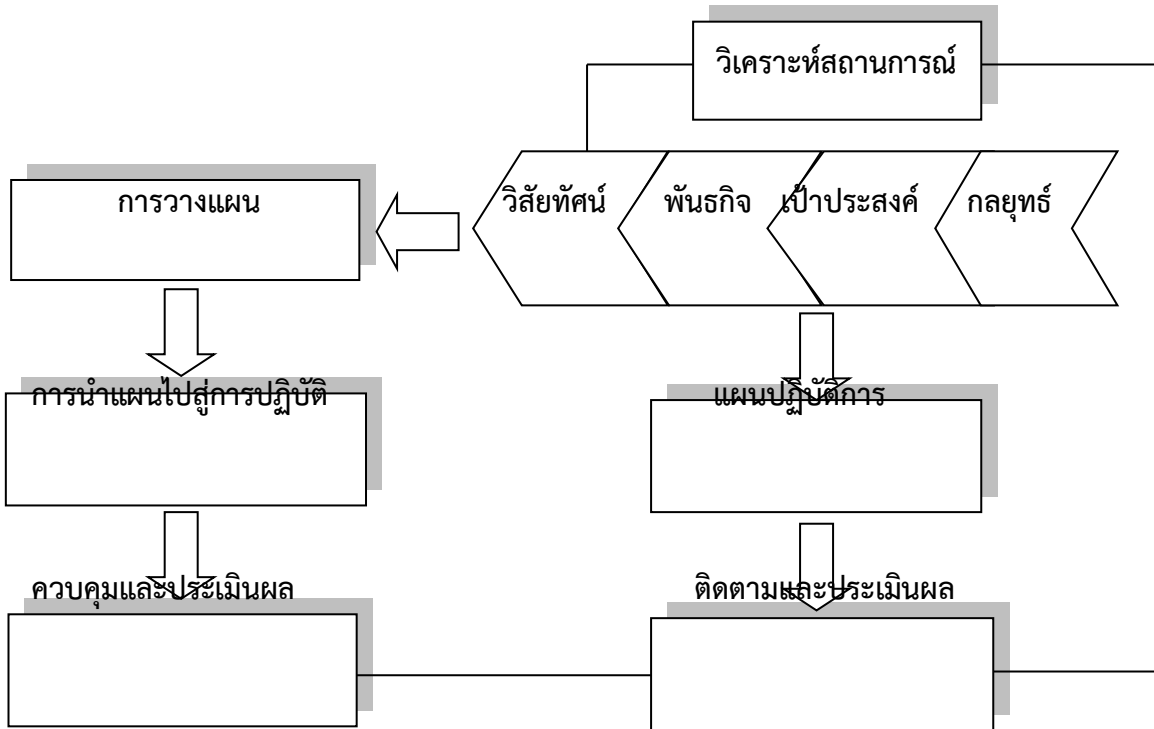 วิเคราะห์สถานการณ์
การวางแผน
วิสัยทัศน์ พันธกิจ เป้าประสงค์ กลยุทธ์
การนำแผนไปสู่การปฏิบัติ
แผนปฏิบัติการ
ควบคุมและประเมินผล
ติดตามและประเมินผล